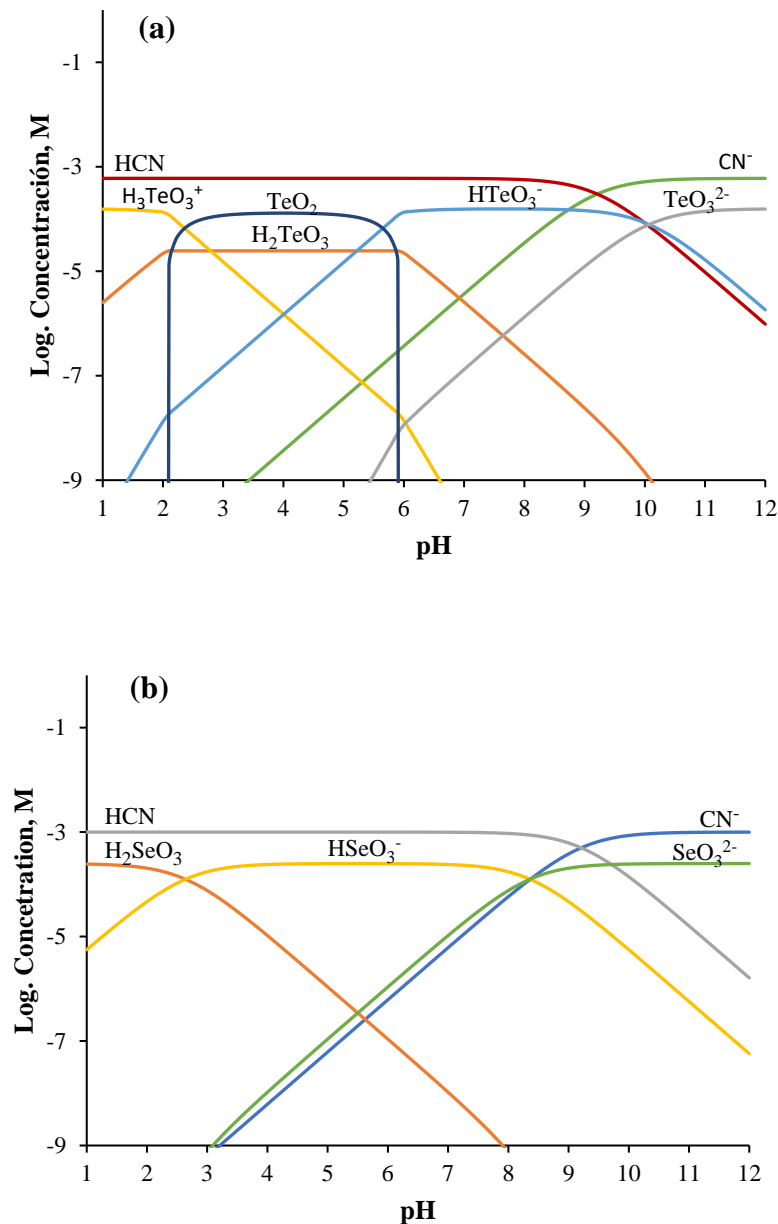 (a)
-1
-3
-5
-7
-9
Log. Concentración, M
HCN
CN⁻
H₃TeO₃⁺
TeO₂
HTeO₃⁻
TeO₃²⁻
H₂TeO₃
1 2 3 4 5 6 7 8 9 10 11 12
pH
(b)
-1
-3
-5
-7
-9
Log. Concetration, M
HCN
CN⁻
H₂SeO₃
HSeO₃⁻
SeO₃²⁻
1 2 3 4 5 6 7 8 9 10 11 12
pH